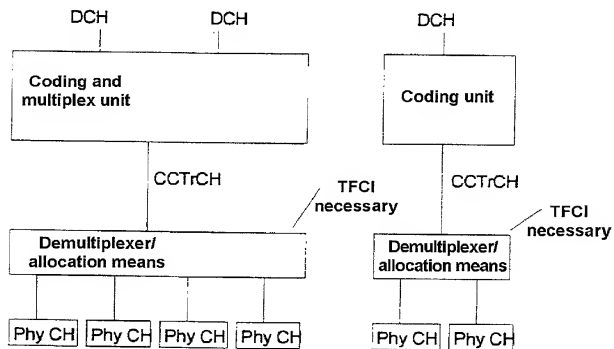 DCH
DCH
Coding and
multiplex unit
CCTrCH
TFCI
necessary
Demultiplexer/
allocation means
Phy CH
Phy CH
Phy CH
Phy CH
DCH
Coding unit
CCTrCH
TFCI
necessary
Demultiplexer/
allocation means
Phy CH
Phy CH